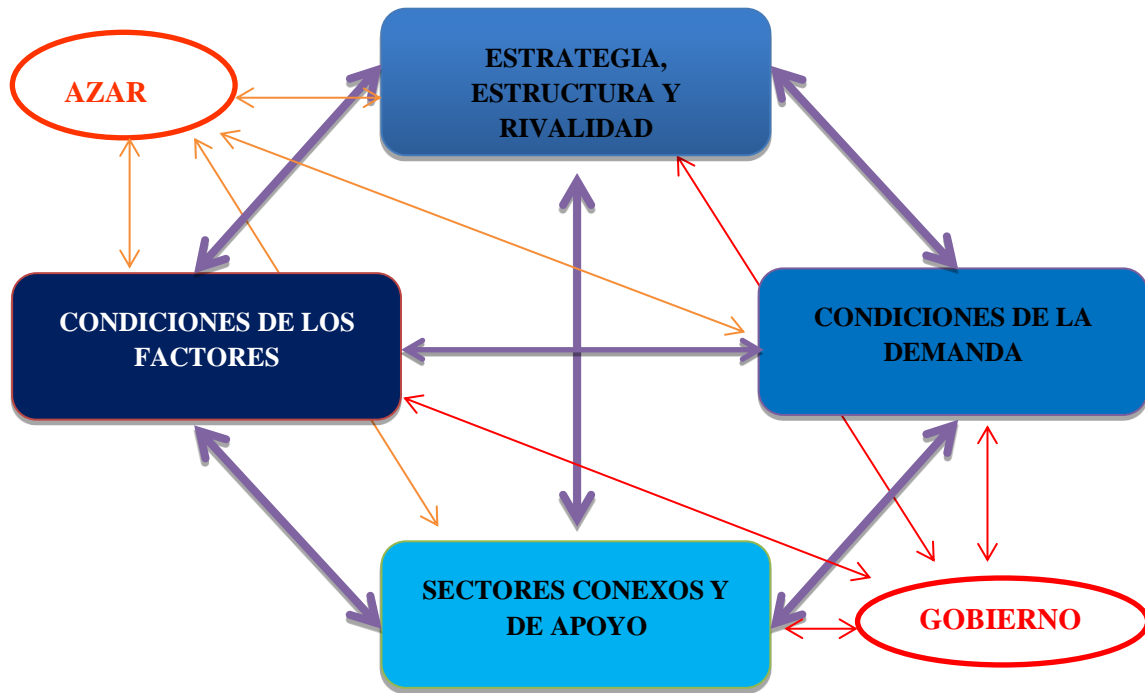 ESTRATEGIA,
ESTRUCTURA Y
RIVALIDAD
AZAR
CONDICIONES DE LOS
FACTORES
CONDICIONES DE LA
DEMANDA
SECTORES CONEXOS Y
DE APOYO
GOBIERNO